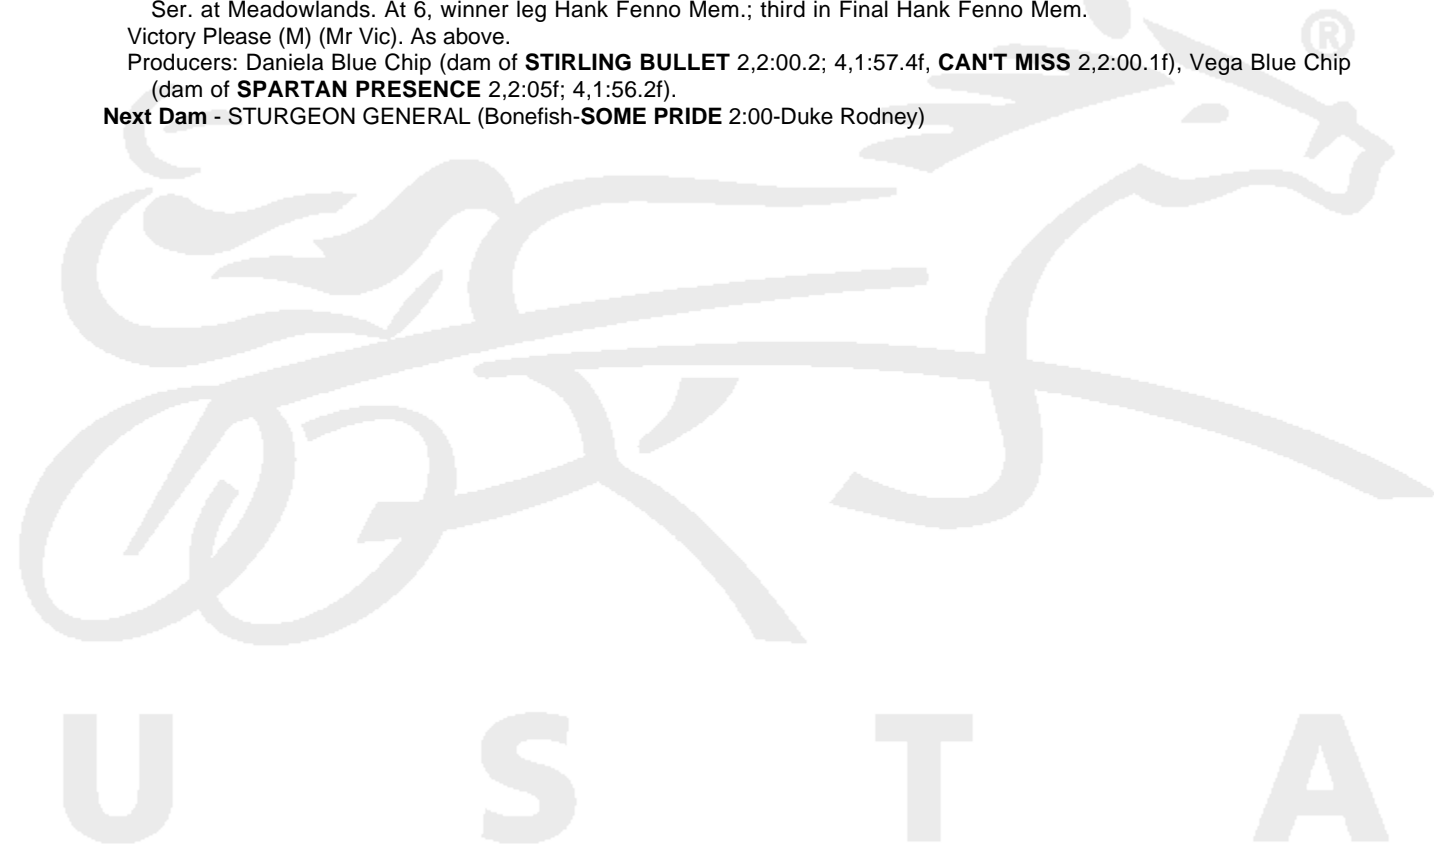 Ser. at Meadowlands. At 6, winner leg Hank Fenno Mem.; third in Final Hank Fenno Mem.
Victory Please (M) (Mr Vic). As above.
Producers: Daniela Blue Chip (dam of STIRLING BULLET 2,2:00.2; 4,1:57.4f, CAN'T MISS 2,2:00.1f), Vega Blue Chip
(dam of SPARTAN PRESENCE 2,2:05f; 4,1:56.2f).
Next Dam - STURGEON GENERAL (Bonefish-SOME PRIDE 2:00-Duke Rodney)
®
U S T A